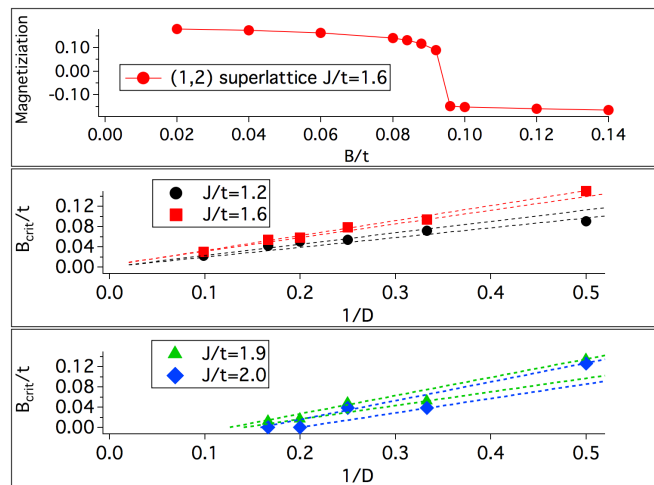 Magnetiziation
0.10
0.00
-0.10
(1,2) superlattice J/t=1.6
0.00 0.02 0.04 0.06 0.08 0.10 0.12 0.14
B/t
B_crit/t
0.12
0.08
0.04
0.00
J/t=1.2
J/t=1.6
0.0 0.1 0.2 0.3 0.4 0.5
1/D
B_crit/t
0.12
0.08
0.04
0.00
J/t=1.9
J/t=2.0
0.0 0.1 0.2 0.3 0.4 0.5
1/D